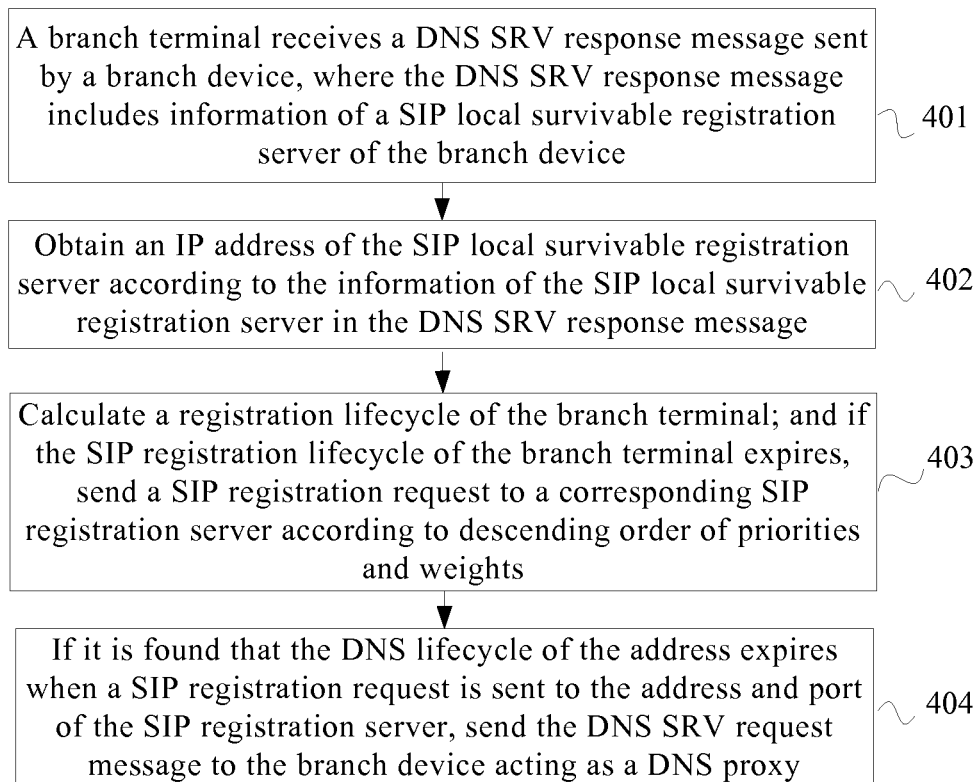 A branch terminal receives a DNS SRV response message sent
by a branch device, where the DNS SRV response message
includes information of a SIP local survivable registration
server of the branch device
401
Obtain an IP address of the SIP local survivable registration
server according to the information of the SIP local survivable
registration server in the DNS SRV response message
402
Calculate a registration lifecycle of the branch terminal; and if
the SIP registration lifecycle of the branch terminal expires,
send a SIP registration request to a corresponding SIP
registration server according to descending order of priorities
and weights
403
If it is found that the DNS lifecycle of the address expires
when a SIP registration request is sent to the address and port
of the SIP registration server, send the DNS SRV request
message to the branch device acting as a DNS proxy
404